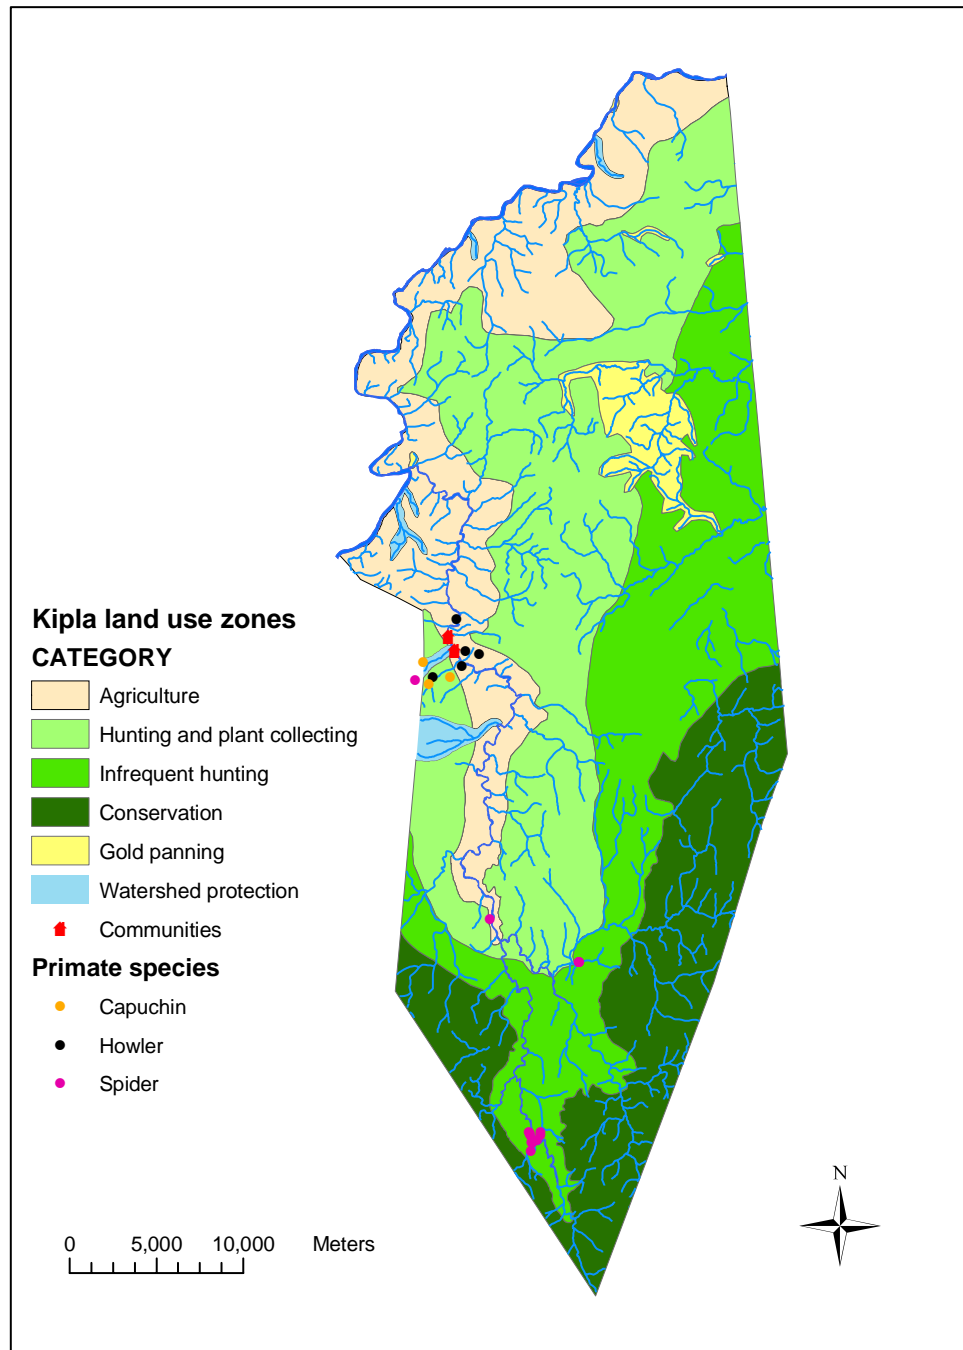 Kipla land use zones
CATEGORY
Agriculture
Hunting and plant collecting
Infrequent hunting
Conservation
Gold panning
Watershed protection
Communities
Primate species
Capuchin
Howler
Spider
N
0 5,000 10,000 Meters